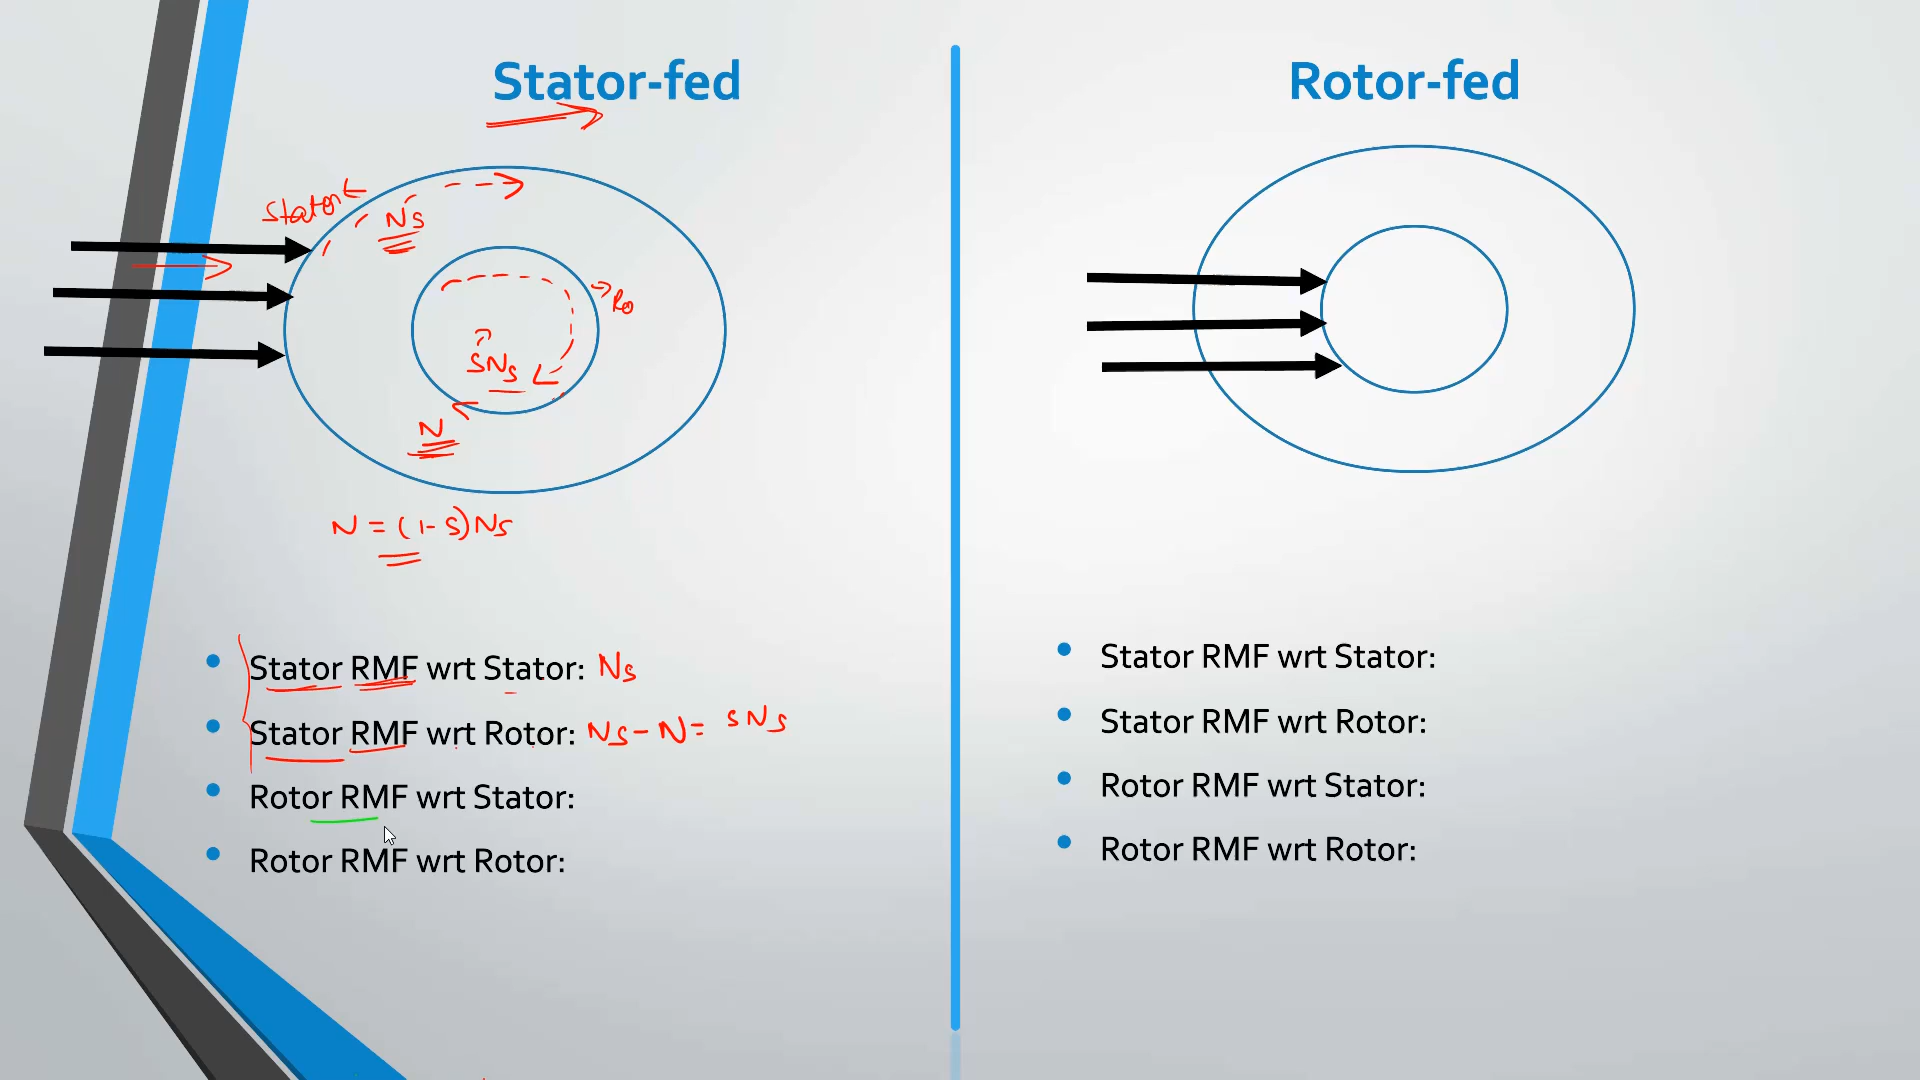 Stator-fed
Stator
Ns
Ro
sNs
N
N = (1-s)Ns
• Stator RMF wrt Stator: Ns
• Stator RMF wrt Rotor: Ns - N = sNs
• Rotor RMF wrt Stator:
• Rotor RMF wrt Rotor:
Rotor-fed
• Stator RMF wrt Stator:
• Stator RMF wrt Rotor:
• Rotor RMF wrt Stator:
• Rotor RMF wrt Rotor: